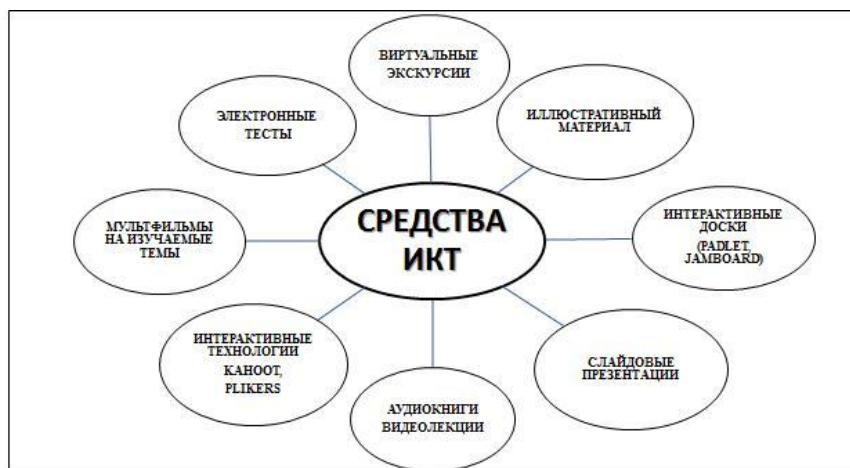 ВИРТУАЛЬНЫЕ
ЭКСКУРСИИ
ЭЛЕКТРОННЫЕ
ТЕСТЫ
ИЛЛЮСТРАТИВНЫЙ
МАТЕРИАЛ
СРЕДСТВА
ИКТ
МУЛЬТФИЛЬМЫ
НА ИЗУЧАЕМЫЕ
ТЕМЫ
ИНТЕРАКТИВНЫЕ
ДОСКИ
(PADLET,
JAMBOARD)
ИНТЕРАКТИВНЫЕ
ТЕХНОЛОГИИ
KAHOOT,
PLIKERS
СЛАЙДОВЫЕ
ПРЕЗЕНТАЦИИ
АУДИОКНИГИ
ВИДЕОЛЕКЦИИ